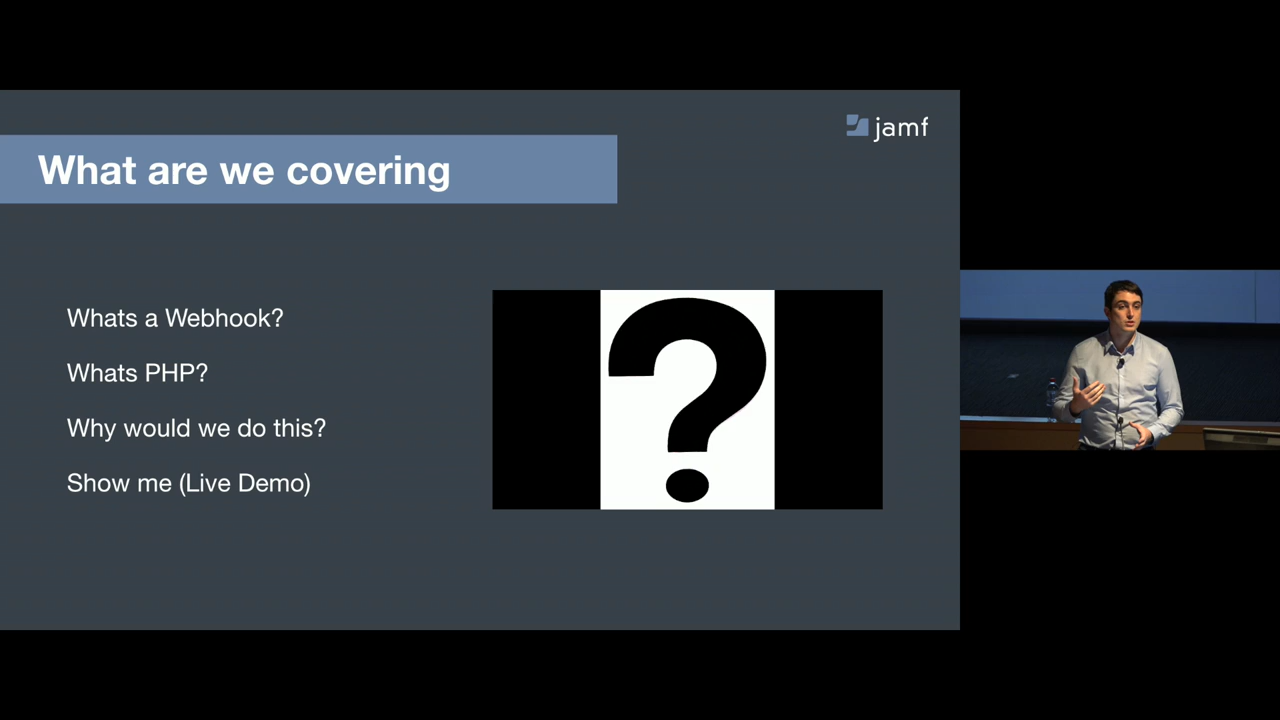 jamf
What are we covering
Whats a Webhook?
Whats PHP?
Why would we do this?
Show me (Live Demo)
?